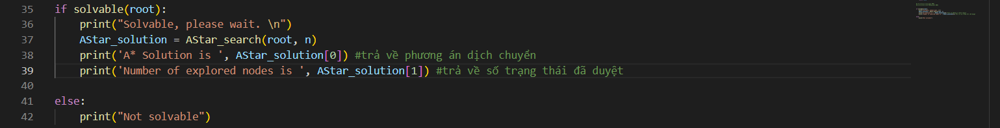 35 if solvable(root):
36     print("Solvable, please wait. \n")
37     AStar_solution = AStar_search(root, n)
38     print('A* Solution is ', AStar_solution[0]) #trả về phương án dịch chuyển
39     print('Number of explored nodes is ', AStar_solution[1]) #trả về số trạng thái đã duyệt
40
41 else:
42     print("Not solvable")